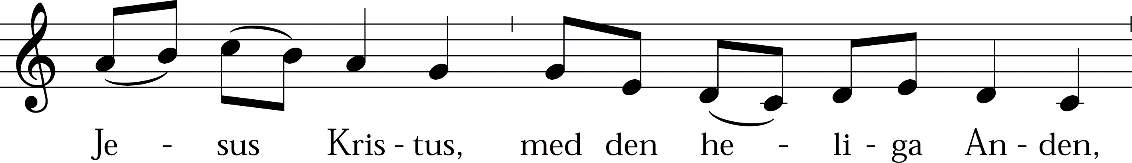 Je - sus Kris - tus, med den he - li - ga An - den,